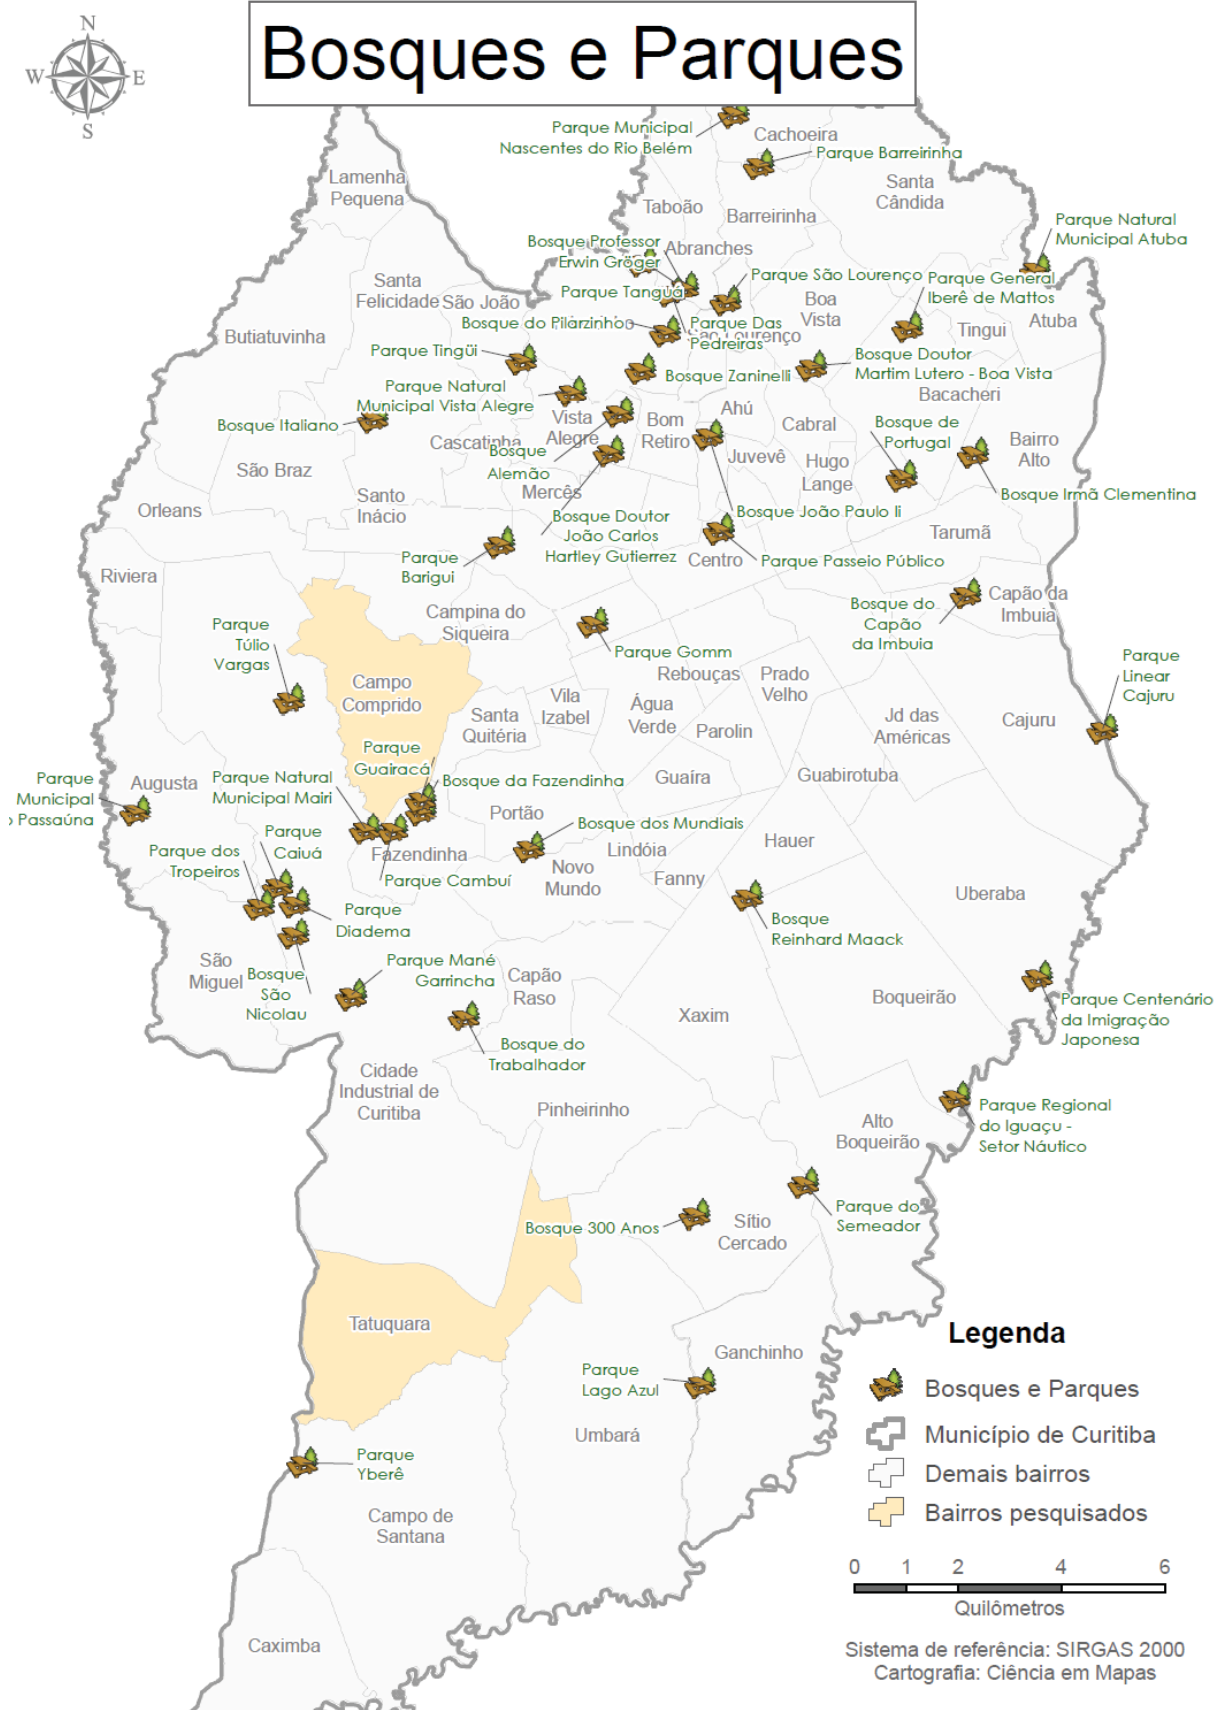 Bosques e Parques
N
W
E
S
Parque Municipal
Nascentes do Rio Belém
Cachoeira
Parque Barreirinha
Lamenha
Pequena
Santa
Cândida
Taboão
Barreirinha
Parque Natural
Municipal Atuba
Bosque Professor
Erwin Gröger
Abranches
Santa
Felicidade
São João
Parque Tanguá
Parque São Lourenço
Parque General
Iberê de Mattos
Boa
Vista
Butiatuvinha
Bosque do Pilarzinho
Parque Das
Pedreiras
São Lourenço
Tingui
Atuba
Parque Tingüi
Bosque Zaninelli
Bosque Doutor
Martim Lutero - Boa Vista
Parque Natural
Municipal Vista Alegre
Bacacheri
Bosque Italiano
Vista
Alegre
Bom
Retiro
Ahú
Cabral
Bosque de
Portugal
Bairro
Alto
Cascatinha
Bosque
Alemão
Juvevê
Hugo
Lange
São Braz
Mercês
Santo
Inácio
Bosque Irmã Clementina
Orleans
Bosque Doutor
João Carlos
Hartley Gutierrez
Bosque João Paulo Ii
Tarumã
Parque
Barigui
Centro
Parque Passeio Público
Riviera
Campina do
Siqueira
Bosque do
Capão
da Imbuia
Capão da
Imbuia
Parque
Túlio
Vargas
Parque Gomm
Campo
Comprido
Rebouças
Prado
Velho
Parque
Linear
Cajuru
Vila
Izabel
Água
Verde
Santa
Quitéria
Parolin
Jd das
Américas
Cajuru
Parque
Guairacá
Parque
Municipal
o Passaúna
Augusta
Parque Natural
Municipal Mairi
Bosque da Fazendinha
Guaíra
Guabirotuba
Portão
Bosque dos Mundiais
Parque
Caiuá
Parque dos
Tropeiros
Fazendinha
Lindóia
Hauer
Parque Cambuí
Novo
Mundo
Fanny
Uberaba
Parque
Diadema
Bosque
Reinhard Maack
São
Miguel
Bosque
São
Nicolau
Parque Mané
Garrincha
Capão
Raso
Boqueirão
Parque Centenário
da Imigração
Japonesa
Xaxim
Bosque do
Trabalhador
Cidade
Industrial de
Curitiba
Pinheirinho
Alto
Boqueirão
Parque Regional
do Iguaçu -
Setor Náutico
Bosque 300 Anos
Sítio
Cercado
Parque do
Semeador
Tatuquara
Ganchinho
Parque
Lago Azul
Umbará
Parque
Yberê
Campo de
Santana
Caximba
Legenda
Bosques e Parques
Município de Curitiba
Demais bairros
Bairros pesquisados
0 1 2 4 6
Quilômetros
Sistema de referência: SIRGAS 2000
Cartografia: Ciência em Mapas